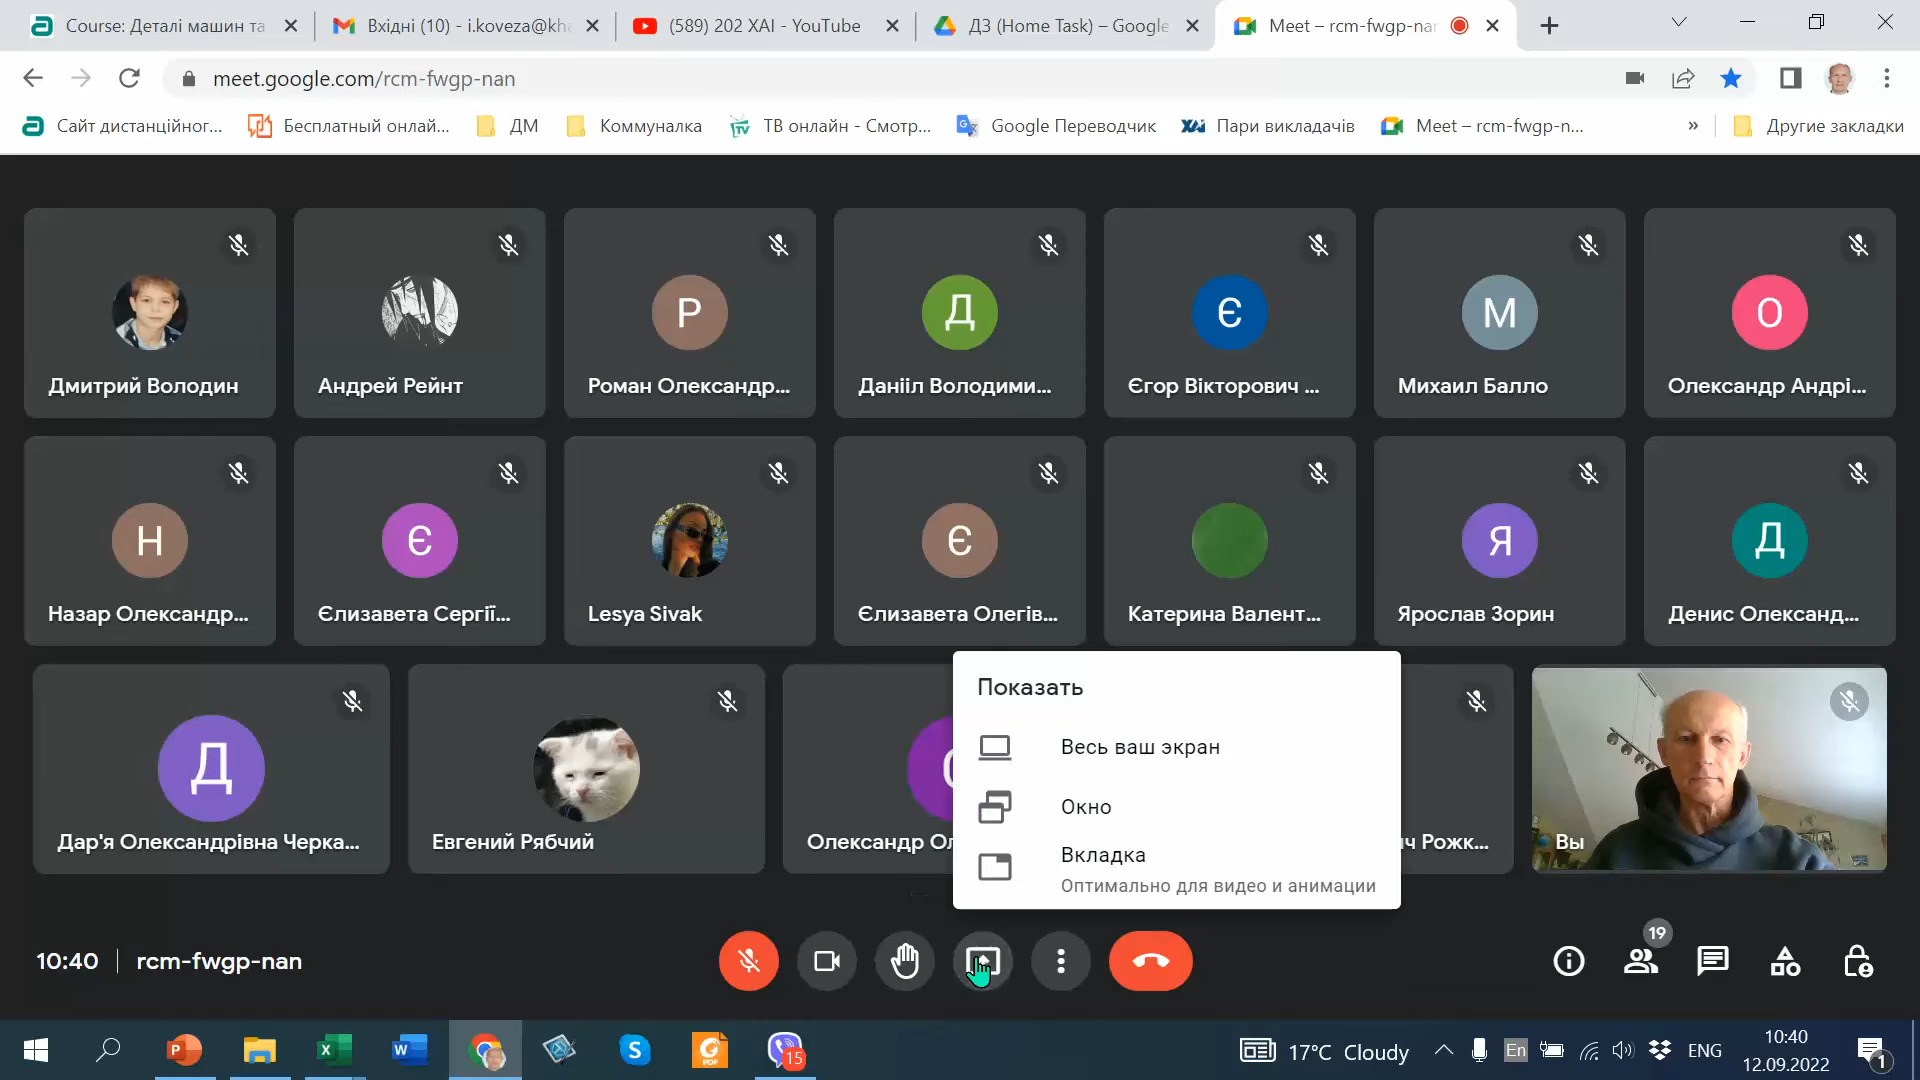 Course: Деталі машин та
Вхідні (10) - i.koveza@kha
(589) 202 ХАІ - YouTube
ДЗ (Home Task) – Google
Meet – rcm-fwgp-nan
meet.google.com/rcm-fwgp-nan
Сайт дистанційног...
Бесплатный онлай...
ДМ
Коммуналка
ТВ онлайн - Смотр...
Google Переводчик
Пари викладачів
Meet – rcm-fwgp-n...
»
Другие закладки
Дмитрий Володин
Андрей Рейнт
Р
Роман Олександр...
Д
Данііл Володими...
Є
Єгор Вікторович ...
М
Михаил Балло
О
Олександр Андрі...
Н
Назар Олександр...
Є
Єлизавета Сергії...
Lesya Sivak
Є
Єлизавета Олегів...
Катерина Валент...
Я
Ярослав Зорин
Д
Денис Олександ...
Д
Дар'я Олександрівна Черка...
Евгений Рябчий
Олександр Ол
ч Рожк...
Вы
Показать
Весь ваш экран
Окно
Вкладка
Оптимально для видео и анимации
10:40
rcm-fwgp-nan
19
15
17°C Cloudy
En
ENG
10:40
12.09.2022
1